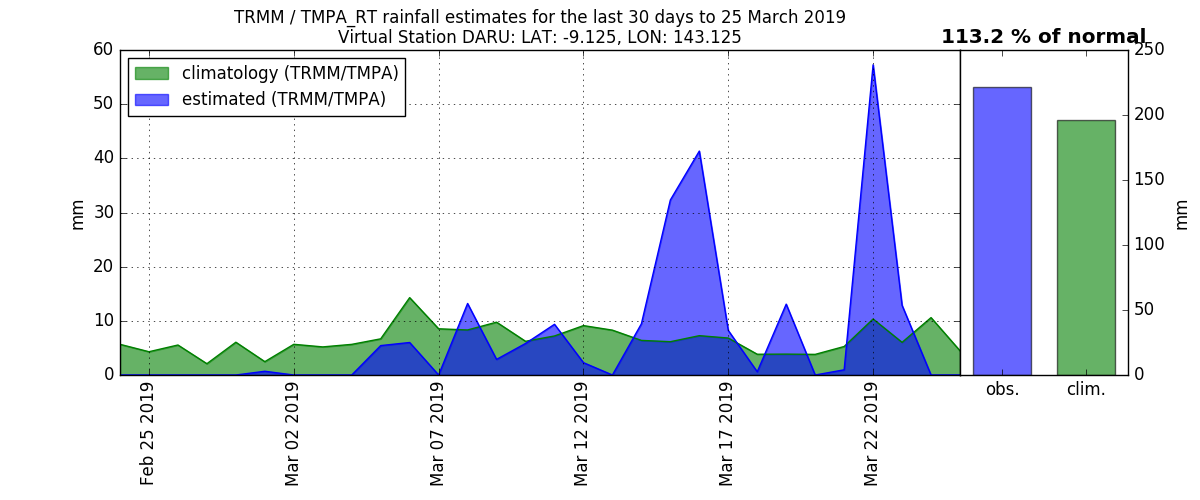 TRMM / TMPA_RT rainfall estimates for the last 30 days to 25 March 2019
Virtual Station DARU: LAT: -9.125, LON: 143.125
113.2 % of normal
climatology (TRMM/TMPA)
estimated (TRMM/TMPA)
60
50
40
30
20
10
0
mm
Feb 25 2019
Mar 02 2019
Mar 07 2019
Mar 12 2019
Mar 17 2019
Mar 22 2019
250
200
150
100
50
0
mm
obs.
clim.